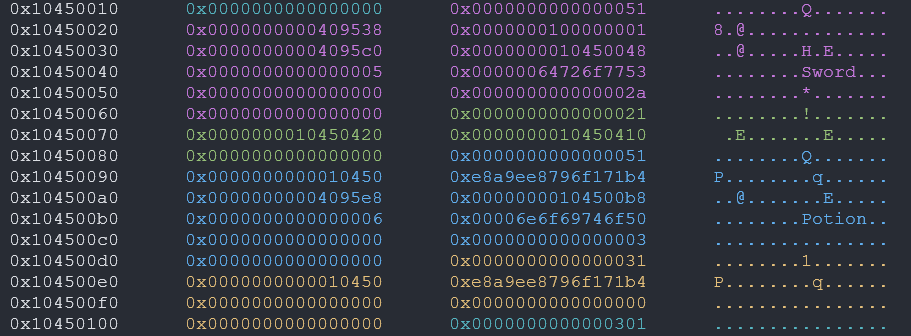 0x10450010 0x0000000000000000 0x0000000000000051 ........Q.......
0x10450020 0x0000000000409538 0x0000000100000001 8.@.............
0x10450030 0x00000000004095c0 0x0000000010450048 ..@.....H.E.....
0x10450040 0x0000000000000005 0x00000064726f7753 ........Sword...
0x10450050 0x0000000000000000 0x000000000000002a ........*.......
0x10450060 0x0000000000000000 0x0000000000000021 ........!.......
0x10450070 0x0000000010450420 0x0000000010450410  .E.......E.....
0x10450080 0x0000000000000000 0x0000000000000051 ........Q.......
0x10450090 0x0000000000010450 0xe8a9ee8796f171b4 P........q......
0x104500a0 0x00000000004095e8 0x00000000104500b8 ..@.......E.....
0x104500b0 0x0000000000000006 0x00006e6f69746f50 ........Potion..
0x104500c0 0x0000000000000000 0x0000000000000003 ................
0x104500d0 0x0000000000000000 0x0000000000000031 ........1.......
0x104500e0 0x0000000000010450 0xe8a9ee8796f171b4 P........q......
0x104500f0 0x0000000000000000 0x0000000000000000 ................
0x10450100 0x0000000000000000 0x0000000000000301 ................